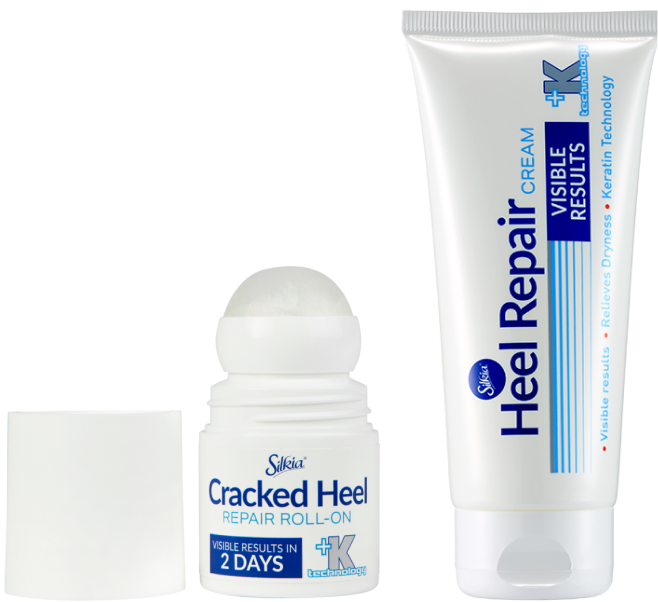 Silkia®
Cracked Heel
REPAIR ROLL-ON
VISIBLE RESULTS IN
2 DAYS
+K
technology
Silkia
Heel Repair
CREAM
VISIBLE
RESULTS
+K
technology
• Visible results • Relieves Dryness • Keratin Technology